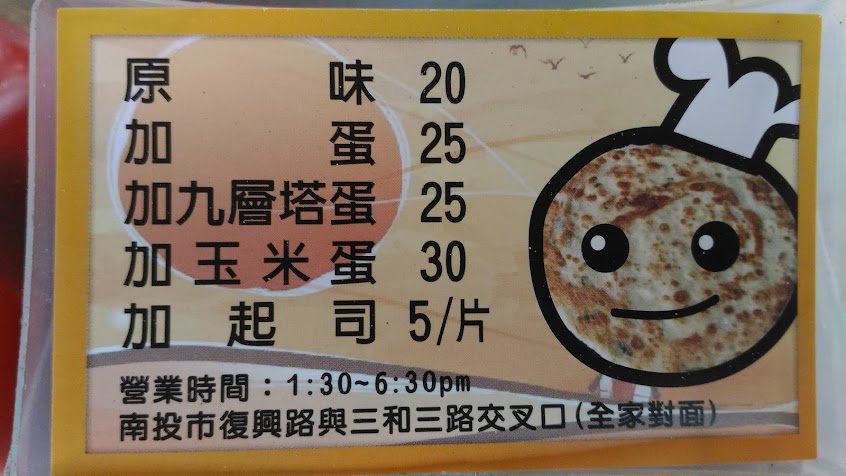 原味 20
加蛋 25
加九層塔蛋 25
加玉米蛋 30
加起司 5/片
營業時間：1:30~6:30pm
南投市復興路與三和三路交叉口(全家對面)